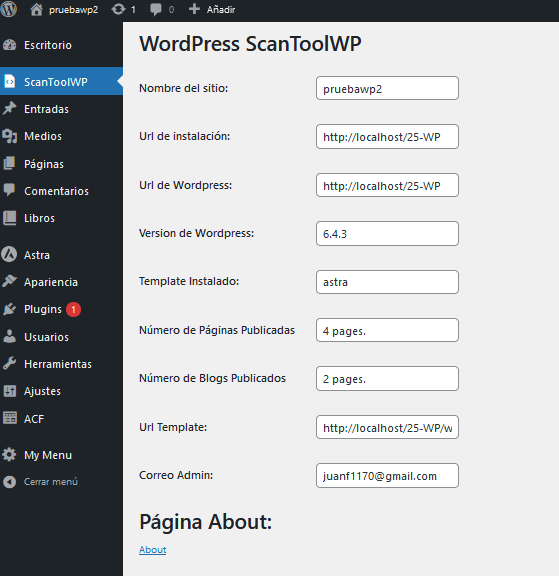 pruebawp2 1 0 + Añadir
Escritorio
ScanToolWP
Entradas
Medios
Páginas
Comentarios
Libros
Astra
Apariencia
Plugins 1
Usuarios
Herramientas
Ajustes
ACF
My Menu
Cerrar menú
WordPress ScanToolWP
Nombre del sitio: pruebawp2
Url de instalación: http://localhost/25-WP
Url de Wordpress: http://localhost/25-WP
Version de Wordpress: 6.4.3
Template Instalado: astra
Número de Páginas Publicadas 4 pages.
Número de Blogs Publicados 2 pages.
Url Template: http://localhost/25-WP/w
Correo Admin: juanf1170@gmail.com
Página About:
About